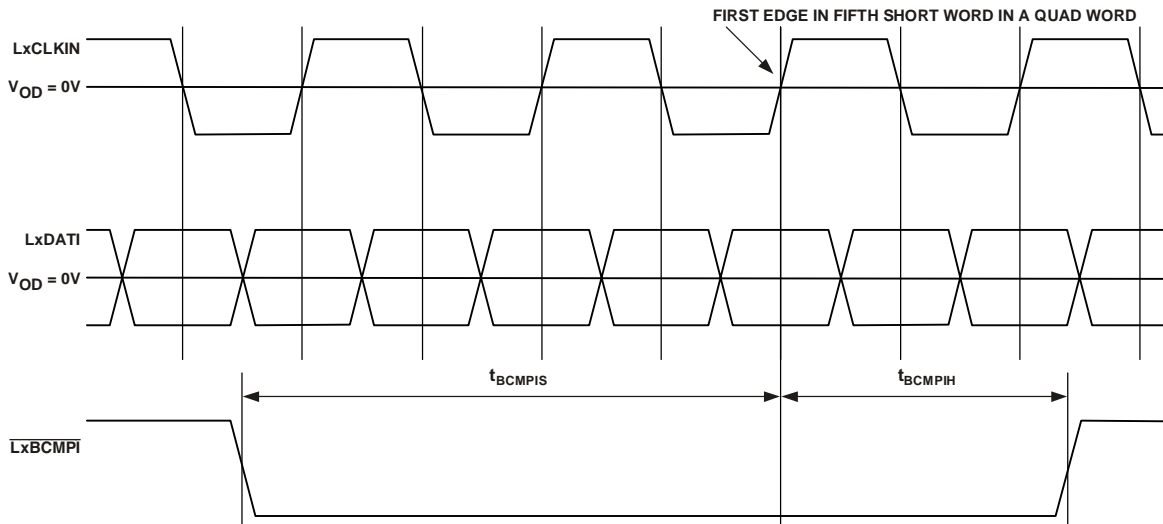 FIRST EDGE IN FIFTH SHORT WORD IN A QUAD WORD
LxCLKIN
VOD = 0V
LxDATI
VOD = 0V
tBCMPIS
tBCMPIH
LxBCMPI